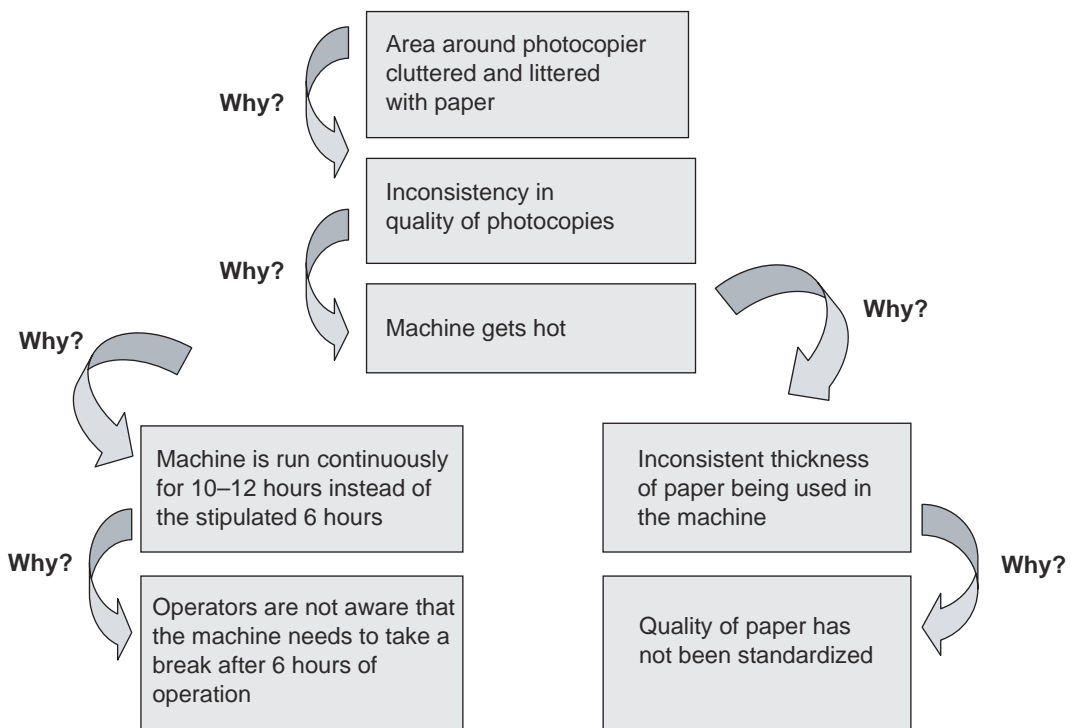 Area around photocopier
cluttered and littered
with paper
Why?
Inconsistency in
quality of photocopies
Why?
Machine gets hot
Why?
Why?
Machine is run continuously
for 10–12 hours instead of
the stipulated 6 hours
Inconsistent thickness
of paper being used in
the machine
Why?
Why?
Operators are not aware that
the machine needs to take a
break after 6 hours of
operation
Quality of paper has
not been standardized